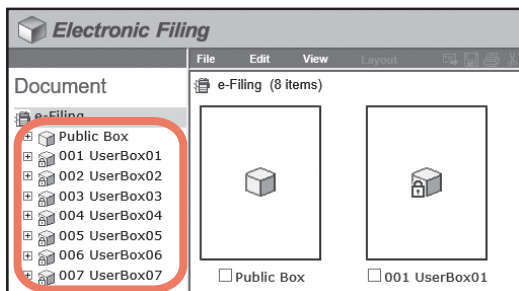 Electronic Filing
File Edit View Layout
Document
e-Filing
Public Box
001 UserBox01
002 UserBox02
003 UserBox03
004 UserBox04
005 UserBox05
006 UserBox06
007 UserBox07
e-Filing (8 items)
Public Box
001 UserBox01